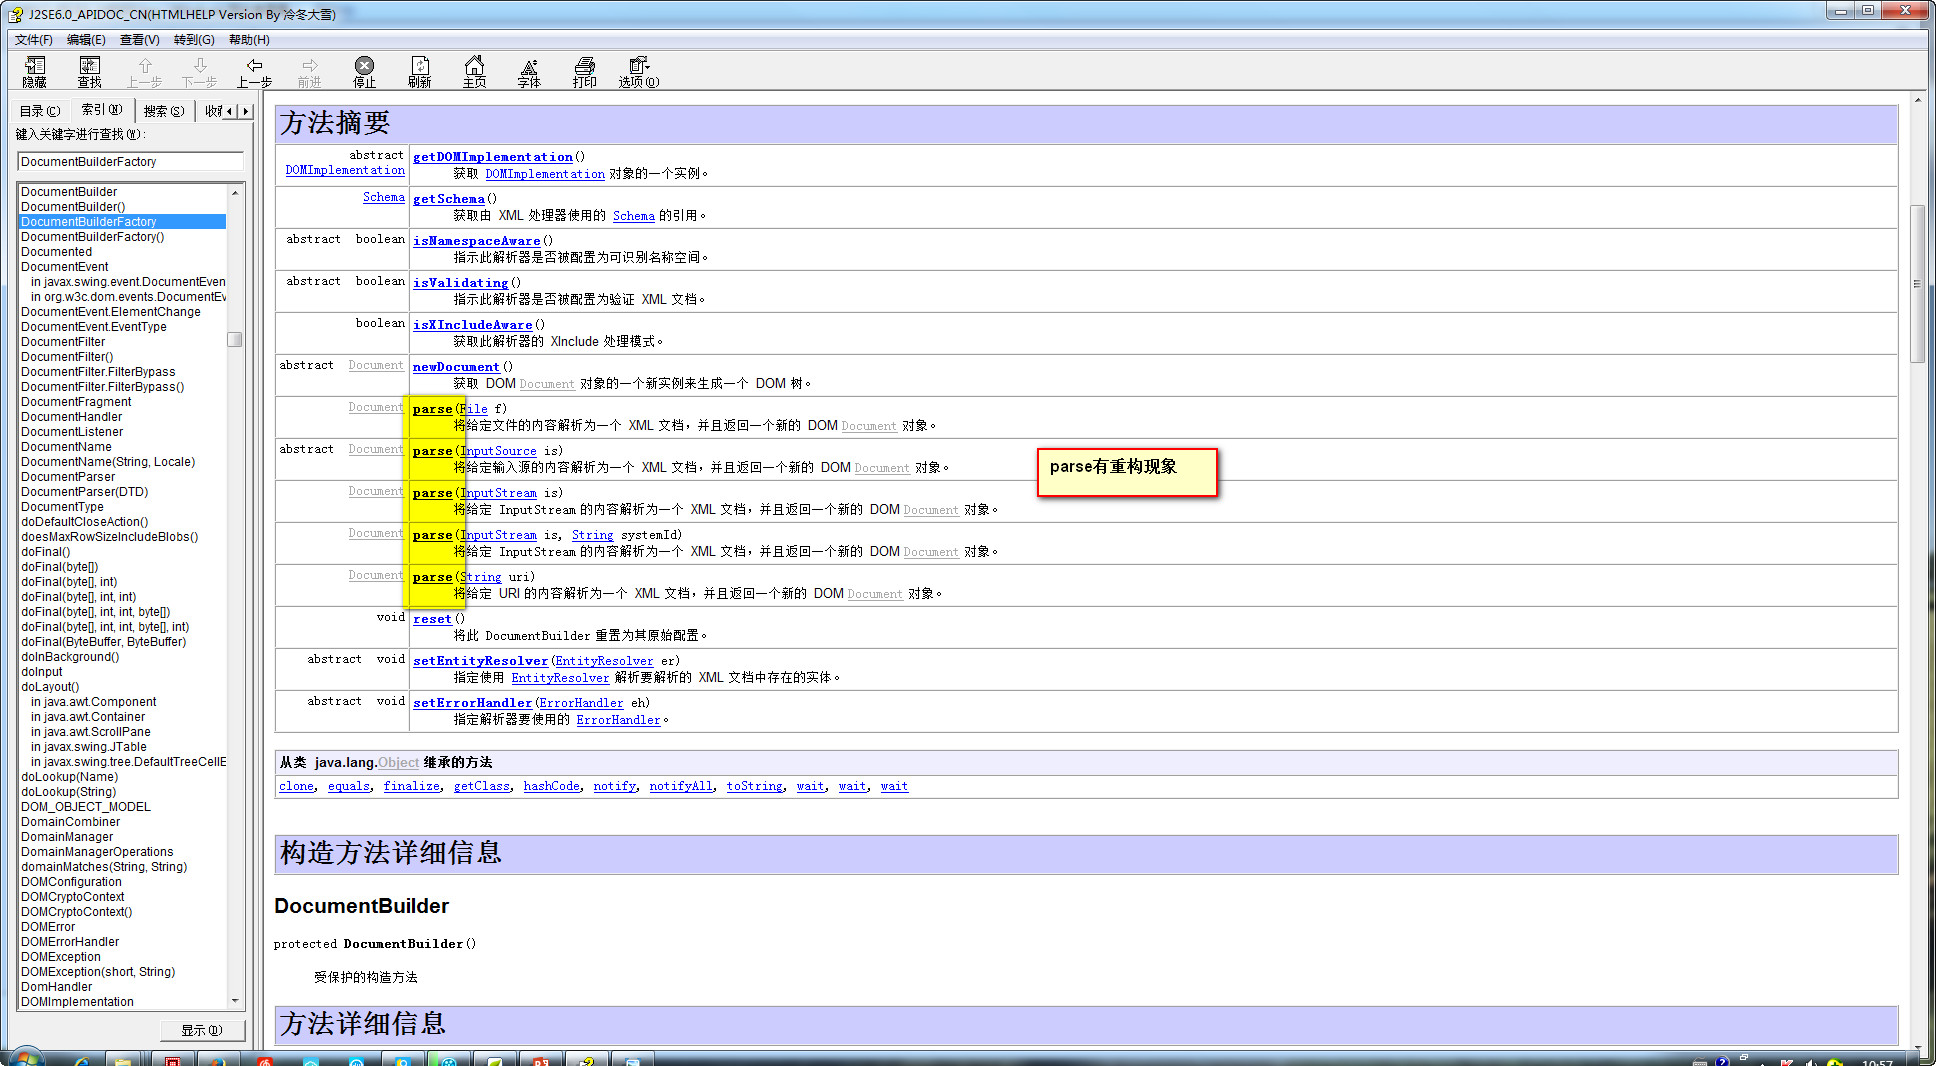 J2SE6.0_APIDOC_CN(HTMLHELP Version By 冷冬大雪)
文件(F) 编辑(E) 查看(V) 转到(G) 帮助(H)
隐藏 查找 上一步 下一步 上一步 前进 停止 刷新 主页 字体 打印 选项(O)
目录(C) 索引(N) 搜索(S)
键入关键字进行查找(W):
DocumentBuilderFactory
DocumentBuilder
DocumentBuilder()
DocumentBuilderFactory
DocumentBuilderFactory()
Documented
DocumentEvent
in javax.swing.event.DocumentEven
in org.w3c.dom.events.DocumentEv
DocumentEvent.ElementChange
DocumentEvent.EventType
DocumentFilter
DocumentFilter()
DocumentFilter.FilterBypass
DocumentFilter.FilterBypass()
DocumentFragment
DocumentHandler
DocumentListener
DocumentName
DocumentName(String, Locale)
DocumentParser
DocumentParser(DTD)
DocumentType
doDefaultCloseAction()
doesMaxRowSizeIncludeBlobs()
doFinal()
doFinal(byte[])
doFinal(byte[], int)
doFinal(byte[], int, int)
doFinal(byte[], int, int, byte[])
doFinal(byte[], int, int, byte[], int)
doFinal(ByteBuffer, ByteBuffer)
doInBackground()
doInput
doLayout()
in java.awt.Component
in java.awt.Container
in java.awt.ScrollPane
in javax.swing.JTable
in javax.swing.tree.DefaultTreeCellE
doLookup(Name)
doLookup(String)
DOM_OBJECT_MODEL
DomainCombiner
DomainManager
DomainManagerOperations
domainMatches(String, String)
DOMConfiguration
DOMCryptoContext
DOMCryptoContext()
DOMError
DOMErrorHandler
DOMException
DOMException(short, String)
DomHandler
DOMImplementation
显示(D)
方法摘要
abstract DOMImplementation getDOMImplementation()
获取 DOMImplementation 对象的一个实例。
Schema getSchema()
获取由 XML 处理器使用的 Schema 的引用。
abstract boolean isNamespaceAware()
指示此解析器是否被配置为可识别名称空间。
abstract boolean isValidating()
指示此解析器是否被配置为验证 XML 文档。
boolean isXIncludeAware()
获取此解析器的 XInclude 处理模式。
abstract Document newDocument()
获取 DOM Document 对象的一个新实例来生成一个 DOM 树。
Document parse(File f)
将给定文件的内容解析为一个 XML 文档，并且返回一个新的 DOM Document 对象。
abstract Document parse(InputSource is)
将给定输入源的内容解析为一个 XML 文档，并且返回一个新的 DOM Document 对象。
parse有重构现象
Document parse(InputStream is)
将给定 InputStream 的内容解析为一个 XML 文档，并且返回一个新的 DOM Document 对象。
Document parse(InputStream is, String systemId)
将给定 InputStream 的内容解析为一个 XML 文档，并且返回一个新的 DOM Document 对象。
Document parse(String uri)
将给定 URI 的内容解析为一个 XML 文档，并且返回一个新的 DOM Document 对象。
void reset()
将此 DocumentBuilder 重置为其原始配置。
abstract void setEntityResolver(EntityResolver er)
指定使用 EntityResolver 解析要解析的 XML 文档中存在的实体。
abstract void setErrorHandler(ErrorHandler eh)
指定解析器要使用的 ErrorHandler。
从类 java.lang.Object 继承的方法
clone, equals, finalize, getClass, hashCode, notify, notifyAll, toString, wait, wait, wait
构造方法详细信息
DocumentBuilder
protected DocumentBuilder()
受保护的构造方法
方法详细信息
10:57